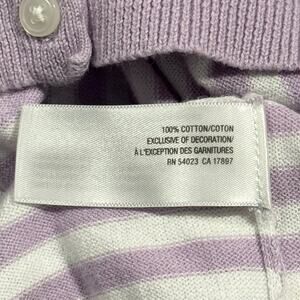 100% COTTON/COTON
EXCLUSIVE OF DECORATION/
À L'EXCEPTION DES GARNITURES
RN 54023 CA 17897